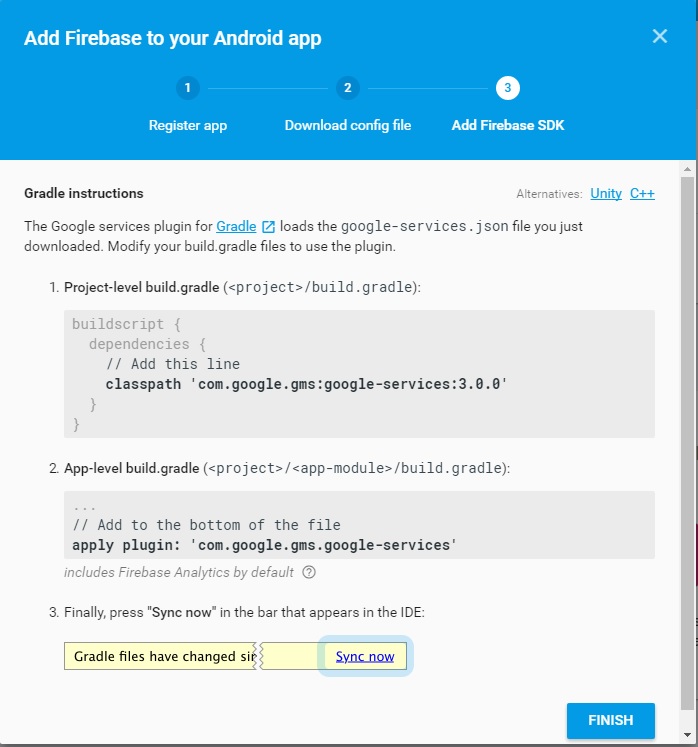 Add Firebase to your Android app
1
2
3
Register app
Download config file
Add Firebase SDK
Gradle instructions
Alternatives: Unity C++
The Google services plugin for Gradle loads the google-services.json file you just
downloaded. Modify your build.gradle files to use the plugin.
1. Project-level build.gradle (<project>/build.gradle):
buildscript {
dependencies {
// Add this line
classpath 'com.google.gms:google-services:3.0.0'
}
}
2. App-level build.gradle (<project>/<app-module>/build.gradle):
...
// Add to the bottom of the file
apply plugin: 'com.google.gms.google-services'
includes Firebase Analytics by default ?
3. Finally, press "Sync now" in the bar that appears in the IDE:
Gradle files have changed sin
Sync now
FINISH